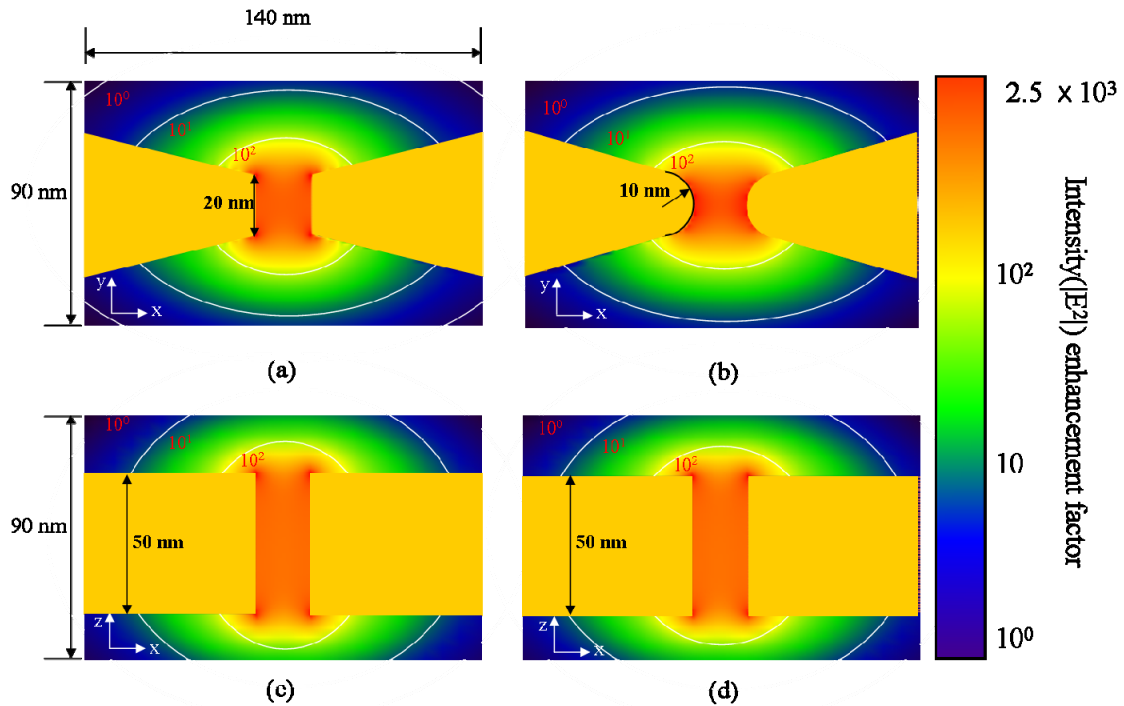 140 nm
90 nm
10⁰
10¹
10²
20 nm
y
x
(a)
10⁰
10¹
10²
10 nm
y
x
(b)
90 nm
10⁰
10¹
10²
50 nm
z
x
(c)
10⁰
10¹
10²
50 nm
z
x
(d)
2.5 x 10³
10²
10
10⁰
Intensity(|E²|) enhancement factor